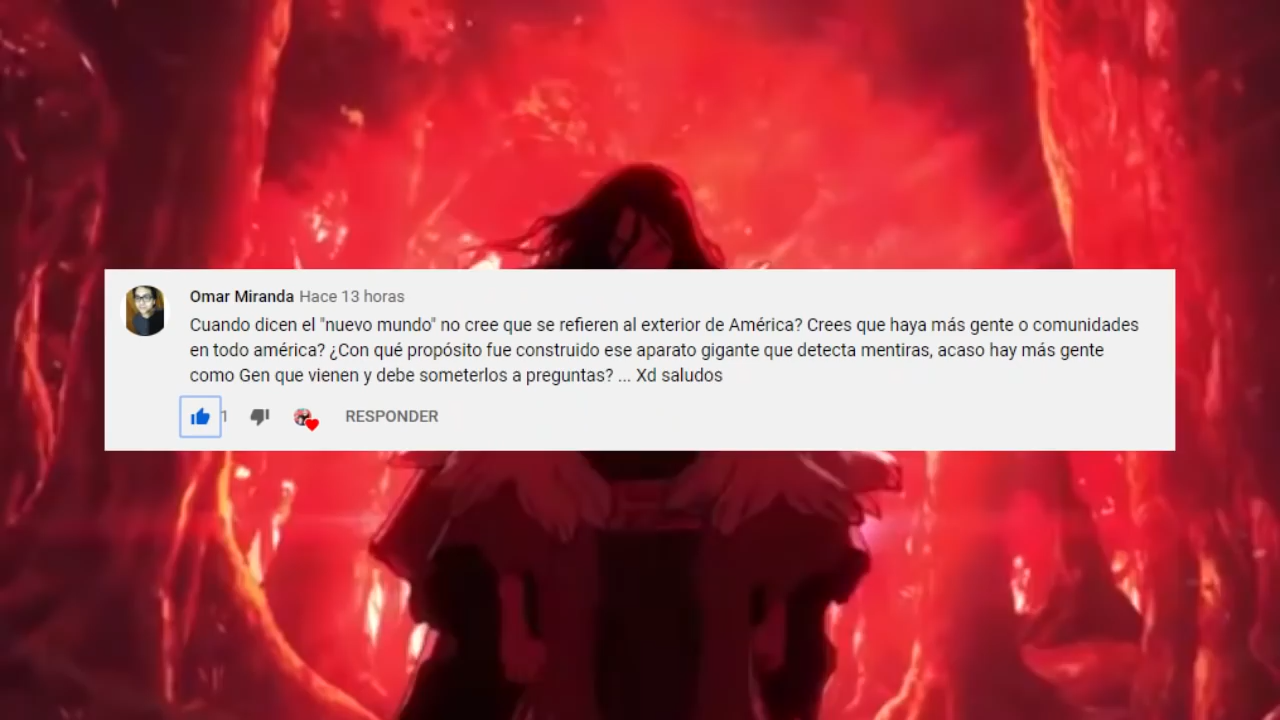 Omar Miranda Hace 13 horas
Cuando dicen el "nuevo mundo" no cree que se refieren al exterior de América? Crees que haya más gente o comunidades
en todo américa? ¿Con qué propósito fue construido ese aparato gigante que detecta mentiras, acaso hay más gente
como Gen que vienen y debe someterlos a preguntas? ... Xd saludos
1 RESPONDER